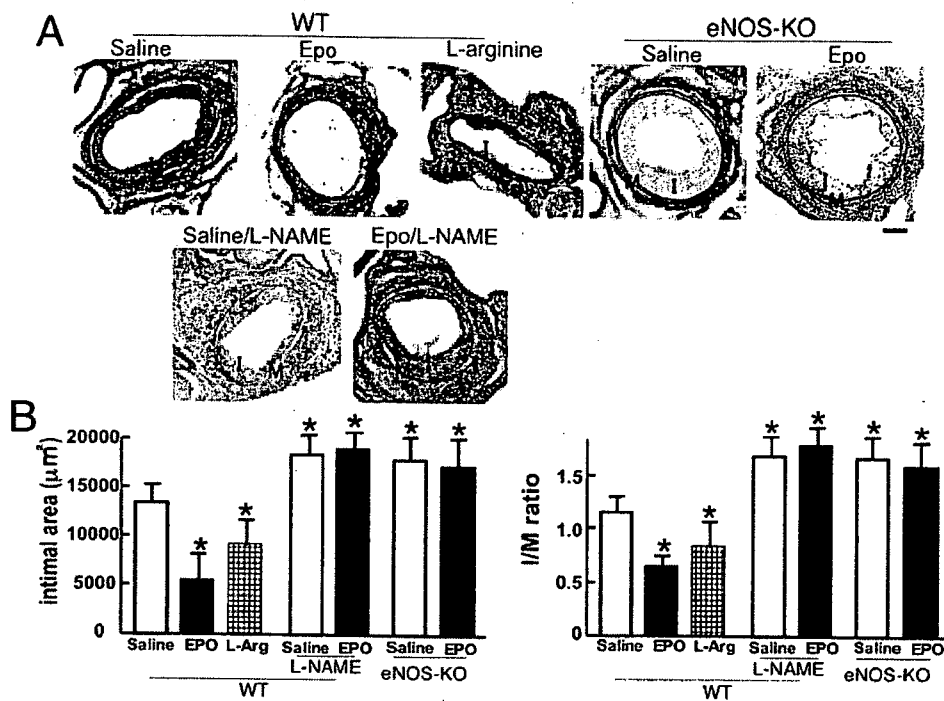 A
WT
eNOS-KO
Saline
Epo
L-arginine
Saline
Epo
I
I
I
M
Saline/L-NAME
Epo/L-NAME
I
M
I
B
intimal area (μm²)
20000
15000
10000
5000
0
*
*
*
*
*
*
Saline
EPO
L-Arg
Saline
EPO
Saline
EPO
L-NAME
eNOS-KO
WT
I/M ratio
1.5
1.0
0.5
0
*
*
*
*
*
*
Saline
EPO
L-Arg
Saline
EPO
Saline
EPO
L-NAME
eNOS-KO
WT